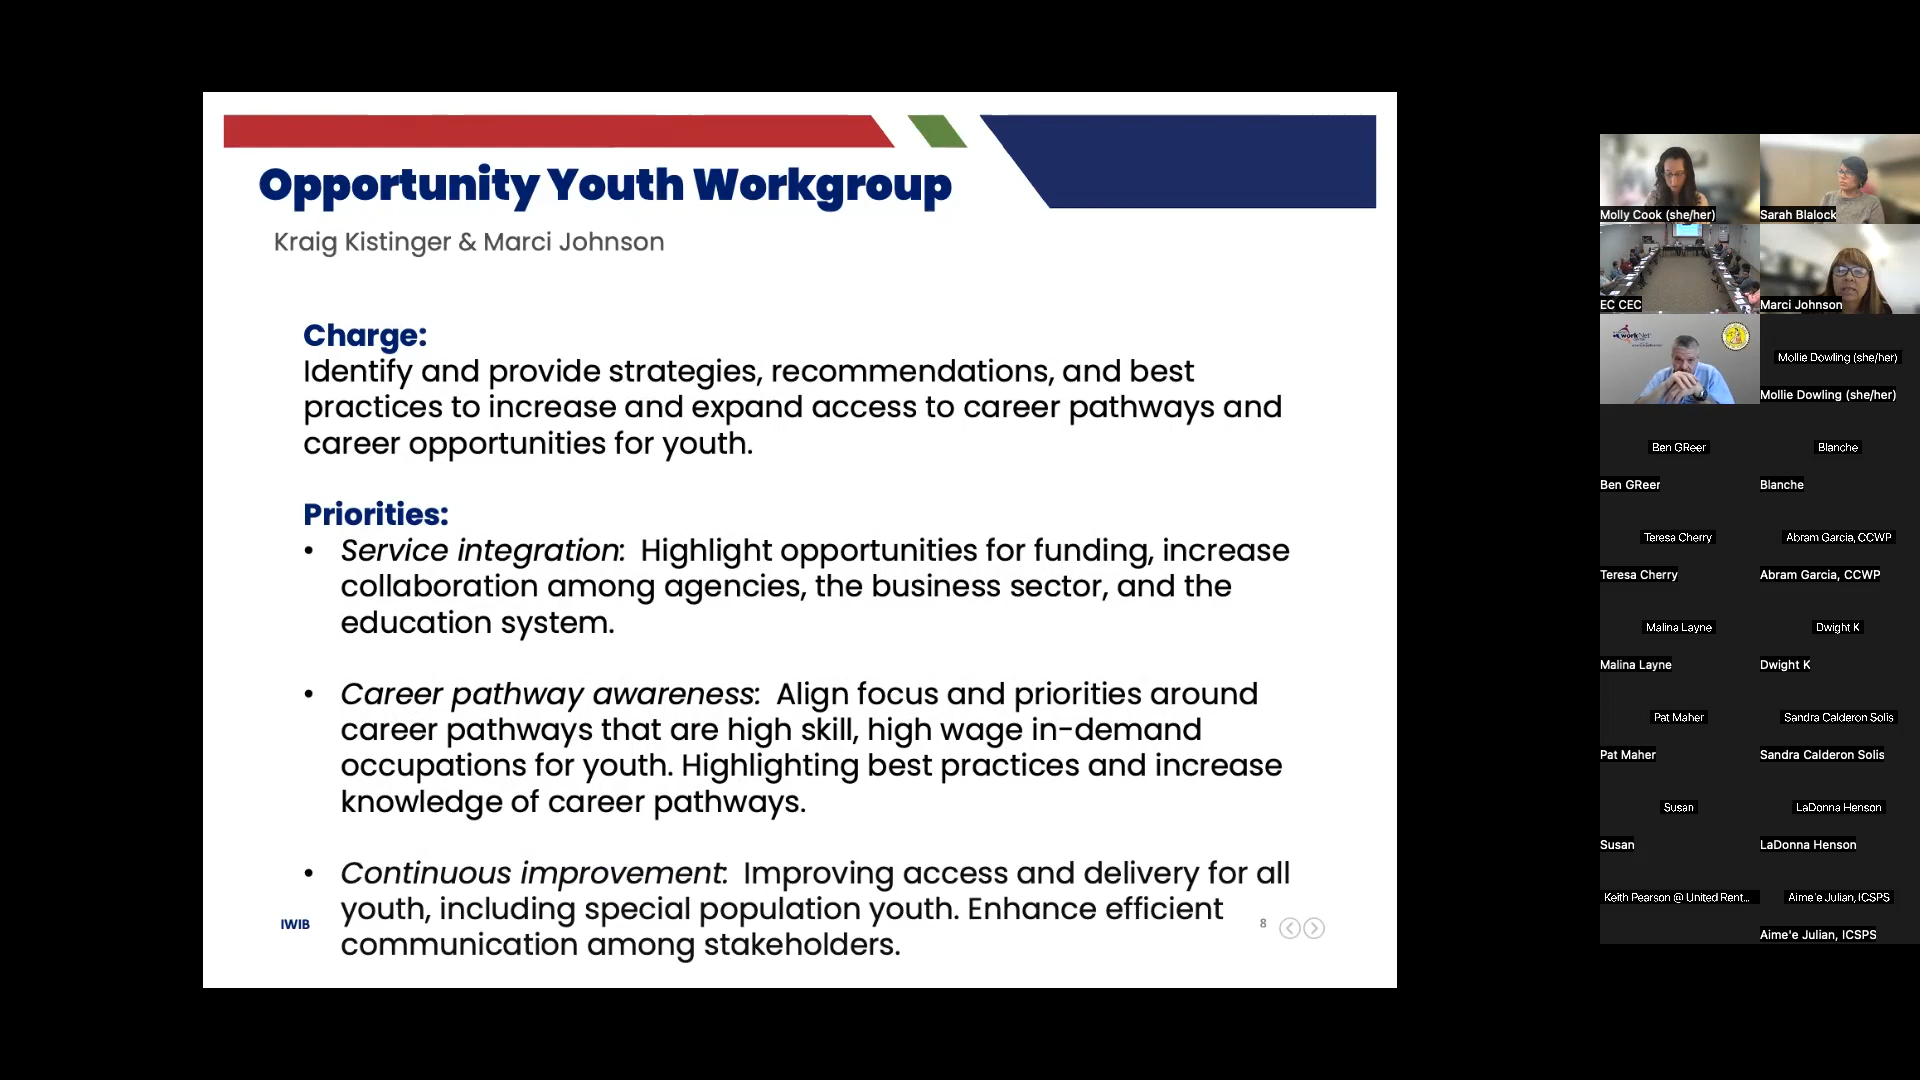 Opportunity Youth Workgroup
Kraig Kistinger & Marci Johnson
Charge:
Identify and provide strategies, recommendations, and best
practices to increase and expand access to career pathways and
career opportunities for youth.
Priorities:
• Service integration: Highlight opportunities for funding, increase
collaboration among agencies, the business sector, and the
education system.
• Career pathway awareness: Align focus and priorities around
career pathways that are high skill, high wage in-demand
occupations for youth. Highlighting best practices and increase
knowledge of career pathways.
• Continuous improvement: Improving access and delivery for all
youth, including special population youth. Enhance efficient
communication among stakeholders.
IWIB
8
Molly Cook (she/her)
Sarah Blalock
EC CEC
Marci Johnson
workNet
Mollie Dowling (she/her)
Mollie Dowling (she/her)
Ben GReer
Blanche
Ben GReer
Blanche
Teresa Cherry
Abram Garcia, CCWP
Teresa Cherry
Abram Garcia, CCWP
Malina Layne
Dwight K
Malina Layne
Dwight K
Pat Maher
Sandra Calderon Solis
Pat Maher
Sandra Calderon Solis
Susan
LaDonna Henson
Susan
LaDonna Henson
Keith Pearson @ United Rent...
Aime'e Julian, ICSPS
Aime'e Julian, ICSPS